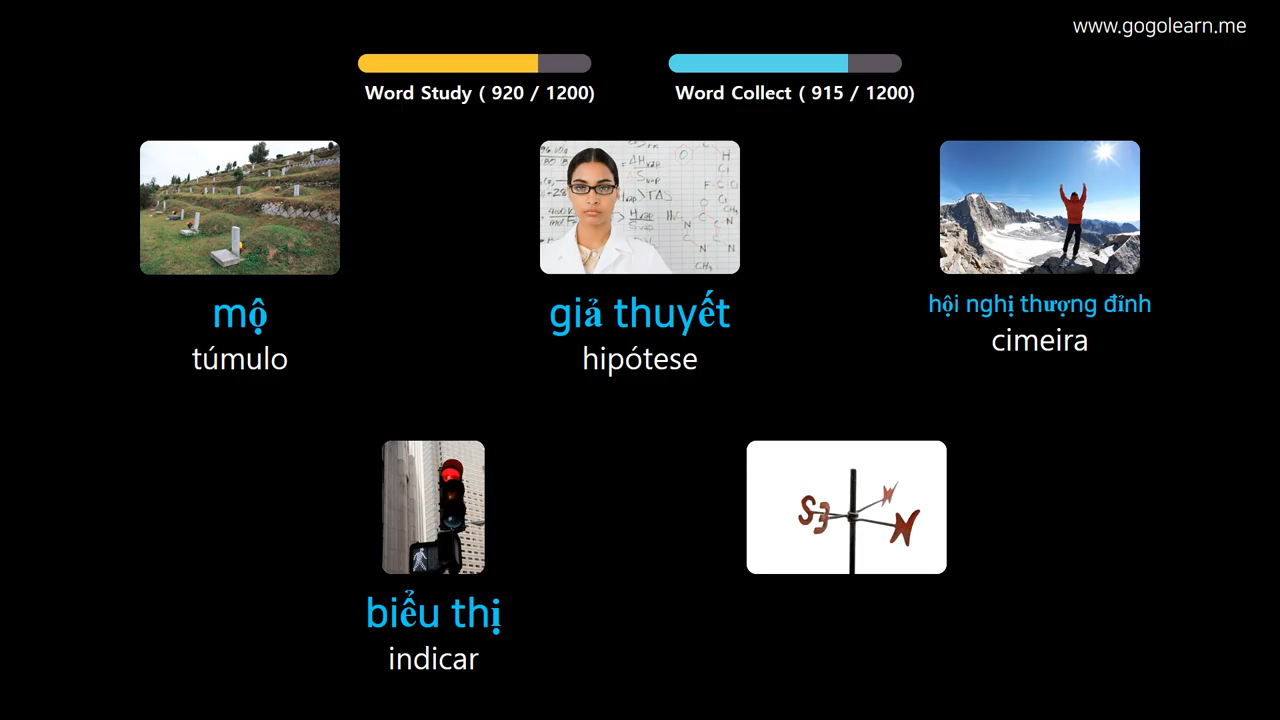 www.gogolearn.me
Word Study ( 920 / 1200)
Word Collect ( 915 / 1200)
mộ
túmulo
giả thuyết
hipótese
hội nghị thượng đỉnh
cimeira
biểu thị
indicar